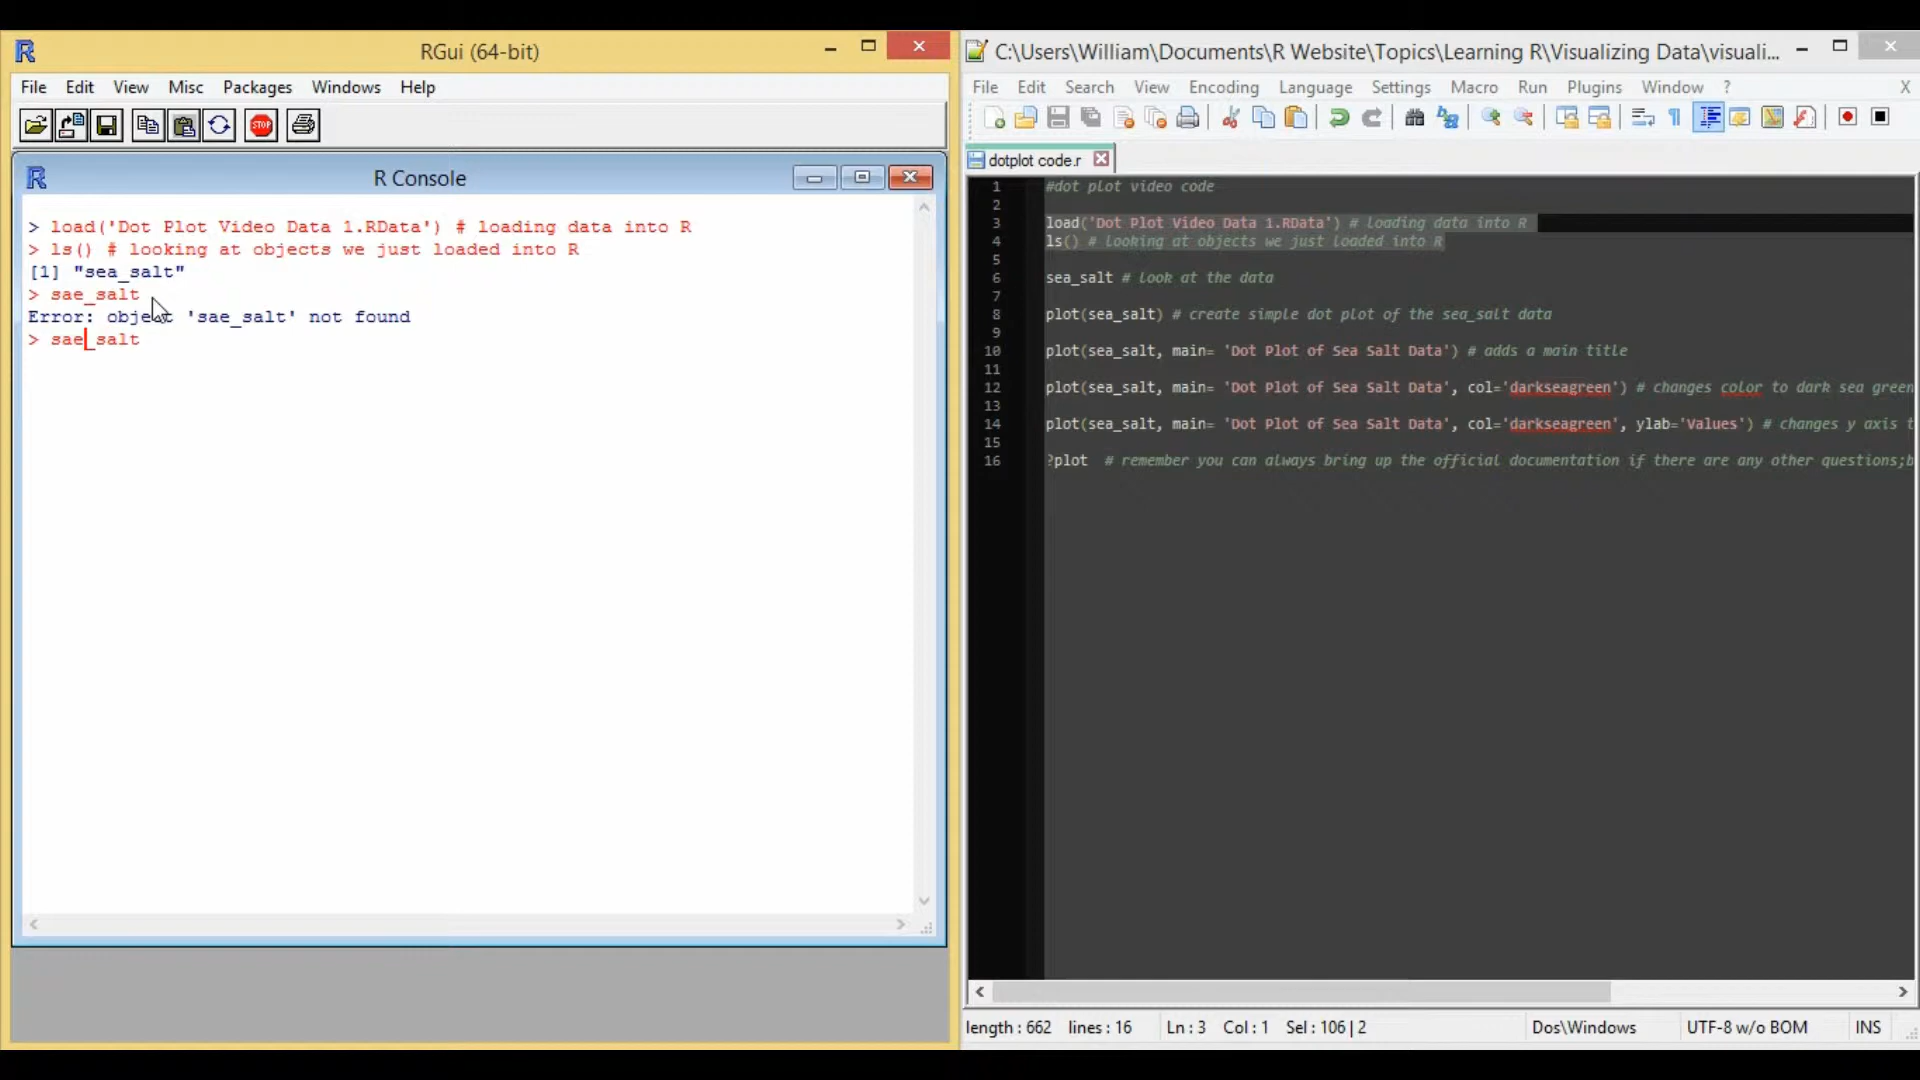 RGui (64-bit)
File Edit View Misc Packages Windows Help
STOP
R Console
> load('Dot Plot Video Data 1.RData') # loading data into R
> ls() # looking at objects we just loaded into R
[1] "sea_salt"
> sae_salt
Error: object 'sae_salt' not found
> sae_salt
C:\Users\William\Documents\R Website\Topics\Learning R\Visualizing Data\visuali...
File Edit Search View Encoding Language Settings Macro Run Plugins Window ? X
dotplot code.r
1 #dot plot video code
2
3 load('Dot Plot Video Data 1.RData') # loading data into R
4 ls() # looking at objects we just loaded into R
5
6 sea_salt # look at the data
7
8 plot(sea_salt) # create simple dot plot of the sea_salt data
9
10 plot(sea_salt, main= 'Dot Plot of Sea Salt Data') # adds a main title
11
12 plot(sea_salt, main= 'Dot Plot of Sea Salt Data', col='darkseagreen') # changes color to dark sea green
13
14 plot(sea_salt, main= 'Dot Plot of Sea Salt Data', col='darkseagreen', ylab='Values') # changes y axis t
15
16 ?plot # remember you can always bring up the official documentation if there are any other questions;b
length : 662 lines : 16 Ln : 3 Col : 1 Sel : 106 | 2 Dos\Windows UTF-8 w/o BOM INS